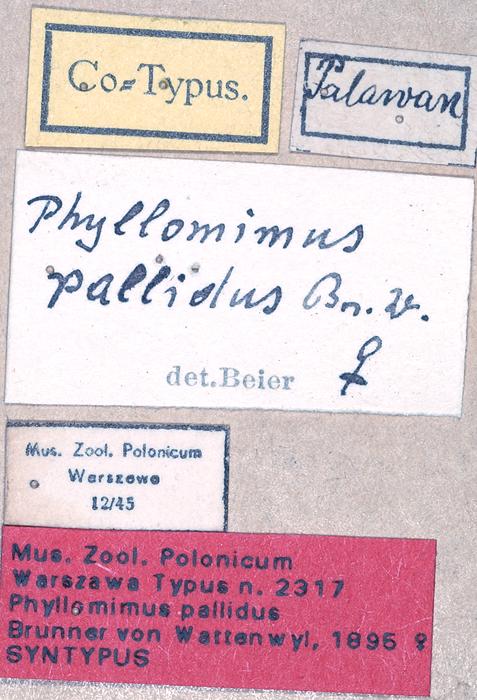 Co-Typus.
Palawan
Phyllomimus
pallidus Br. v. W.
det. Beier ♀
Mus. Zool. Polonicum
Warszawa
12/45
Mus. Zool. Polonicum
Warszawa Typus n. 2317
Phyllomimus pallidus
Brunner von Wattenwyl, 1895 ♀
SYNTYPUS